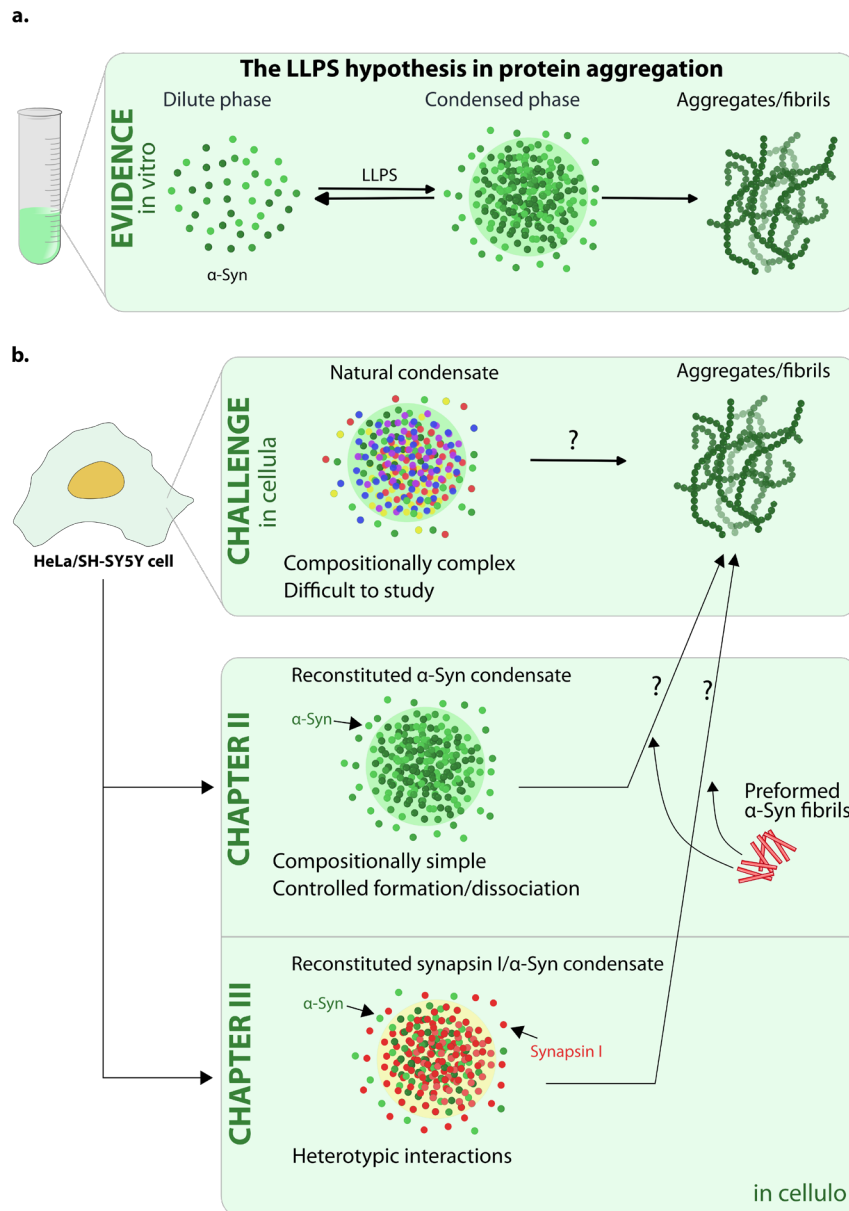 a.
The LLPS hypothesis in protein aggregation
EVIDENCE
in vitro
Dilute phase
Condensed phase
Aggregates/fibrils
LLPS
α-Syn
b.
HeLa/SH-SY5Y cell
CHALLENGE
in cellula
Natural condensate
Aggregates/fibrils
?
Compositionally complex
Difficult to study
CHAPTER II
Reconstituted α-Syn condensate
α-Syn
?
?
Preformed
α-Syn fibrils
Compositionally simple
Controlled formation/dissociation
CHAPTER III
Reconstituted synapsin I/α-Syn condensate
α-Syn
Synapsin I
Heterotypic interactions
in cellulo